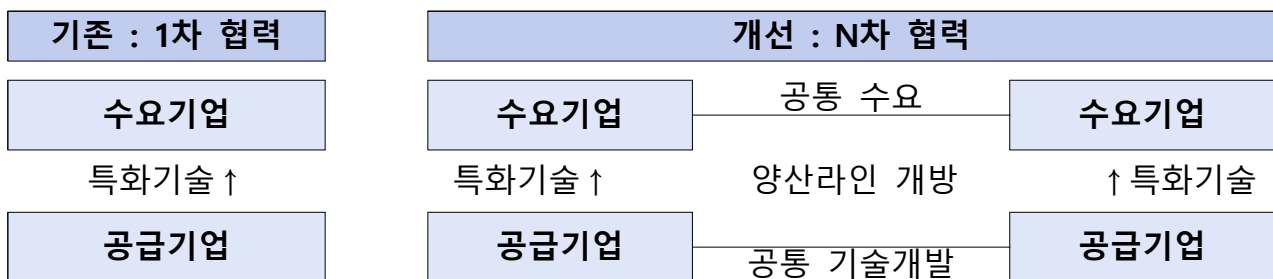 기존 : 1차 협력
개선 : N차 협력
수요기업
수요기업
공통 수요
수요기업
특화기술 ↑
특화기술 ↑
양산라인 개방
↑ 특화기술
공급기업
공급기업
공통 기술개발
공급기업